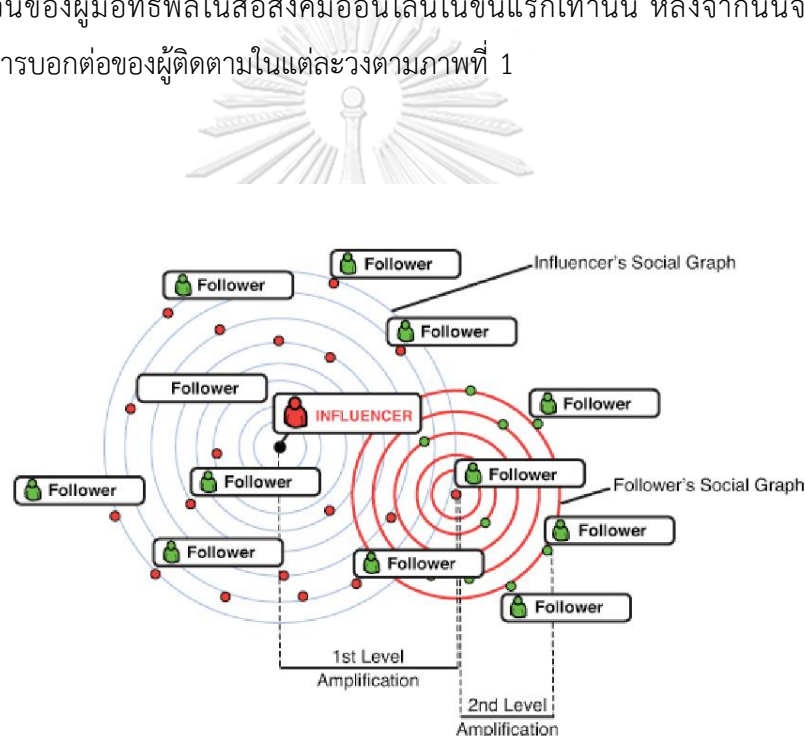 ของผู้มีอิทธิพลในสื่อสังคมออนไลน์ในขั้นแรกเท่านั้น หลังจากนั้น
การบอกต่อของผู้ติดตามในแต่ละวงตามภาพที่ 1
Follower
Influencer's Social Graph
Follower
Follower
Follower
INFLUENCER
Follower
Follower
Follower
Follower
Follower's Social Graph
Follower
Follower
Follower
Follower
1st Level
Amplification
2nd Level
Amplification